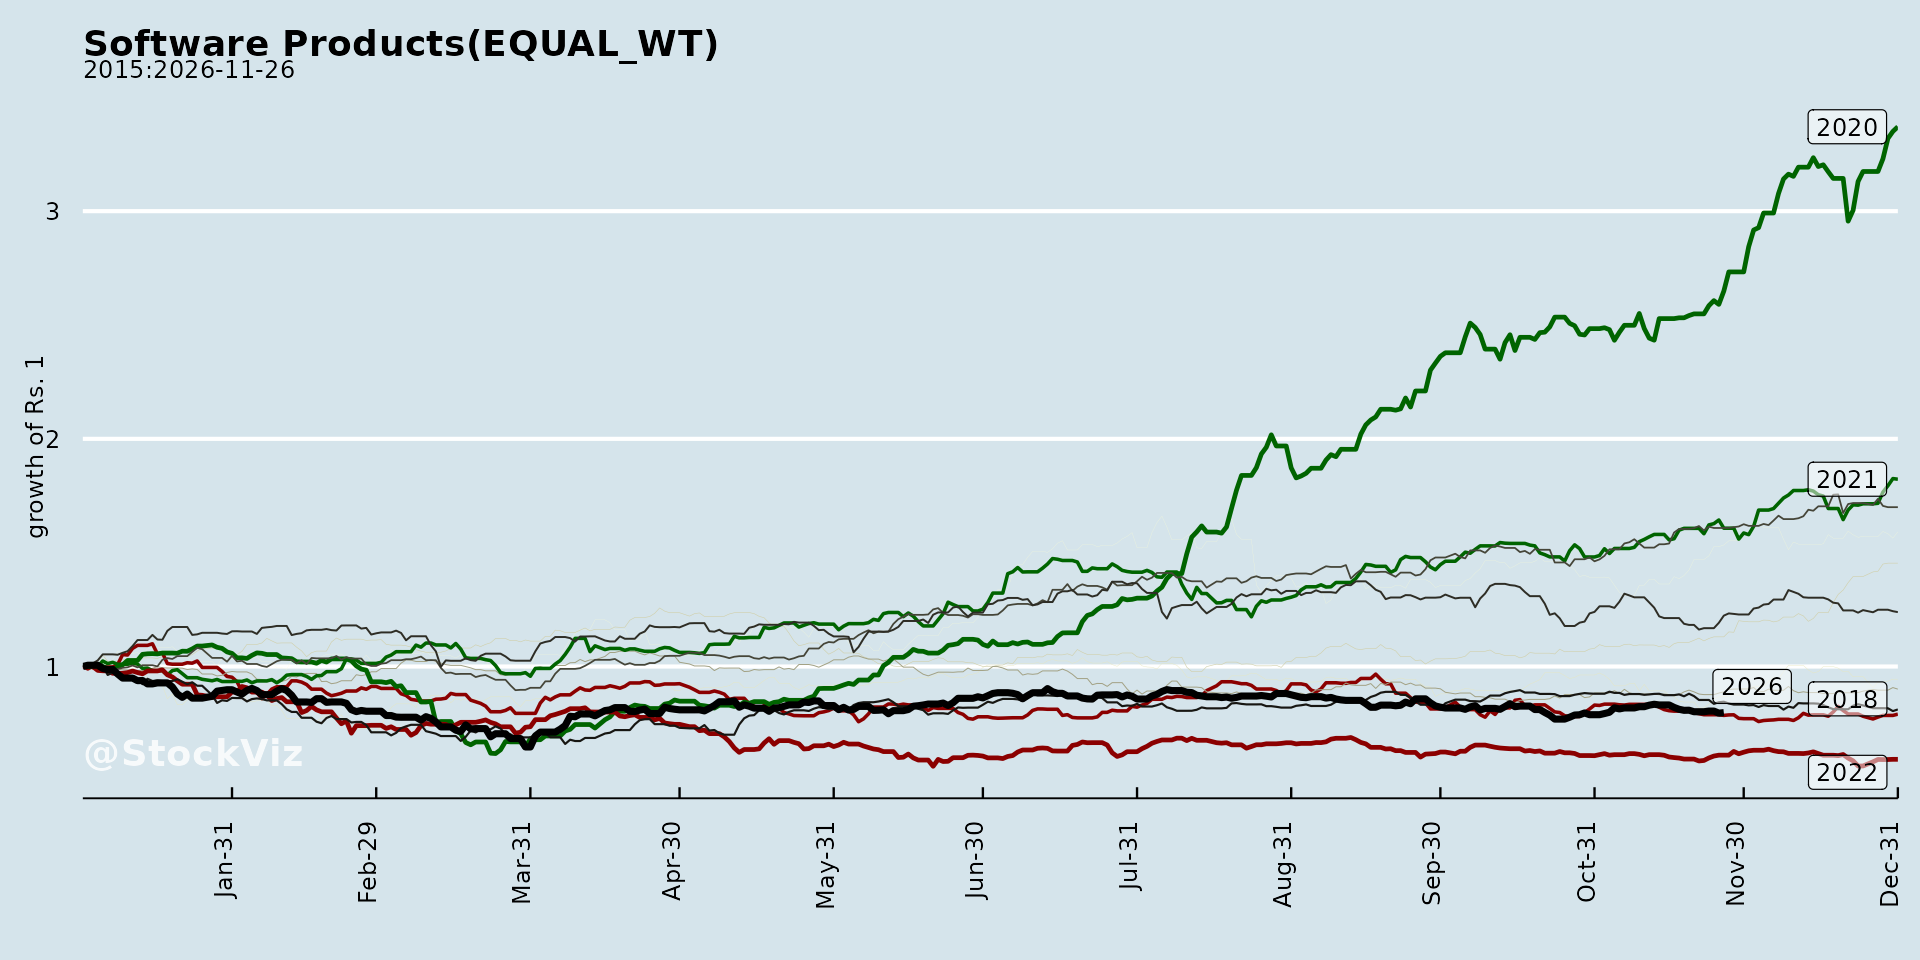 Software Products(EQUAL_WT)
2015:2026-11-26
growth of Rs. 1
3
2
1
2020
2021
2026
2018
2022
@StockViz
Jan-31
Feb-29
Mar-31
Apr-30
May-31
Jun-30
Jul-31
Aug-31
Sep-30
Oct-31
Nov-30
Dec-31